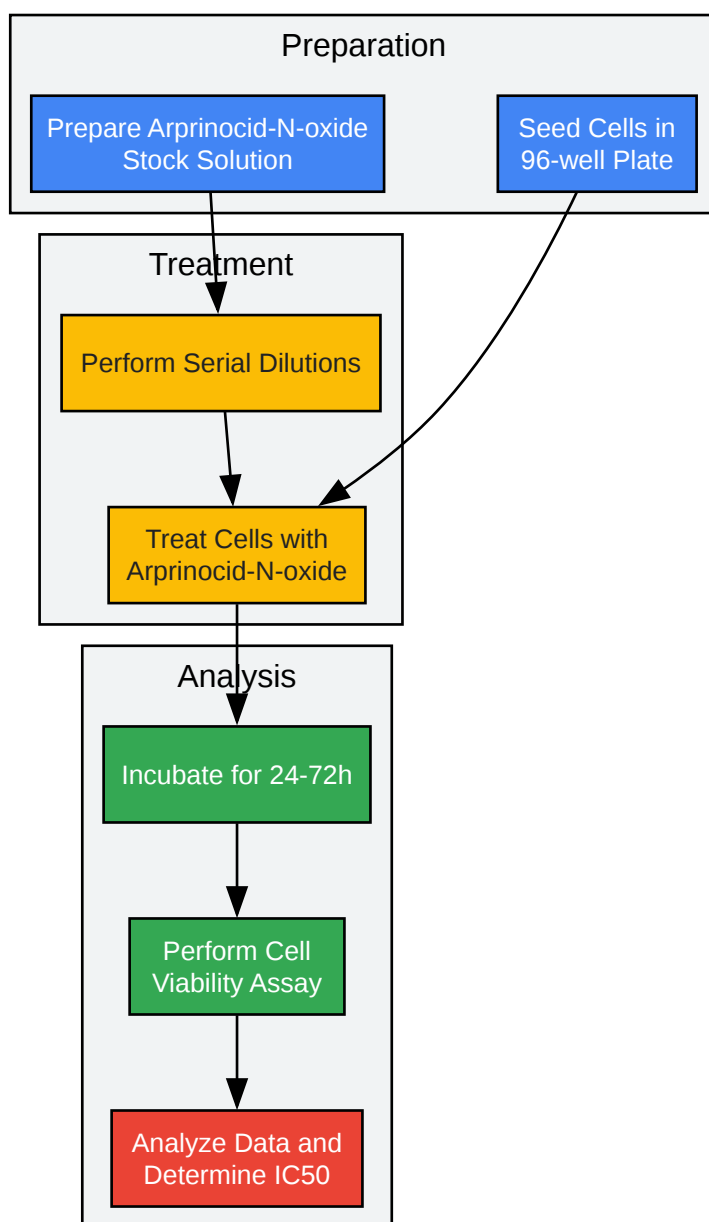 Preparation
Prepare Arprinocid-N-oxide
Stock Solution
Seed Cells in
96-well Plate
Treatment
Perform Serial Dilutions
Treat Cells with
Arprinocid-N-oxide
Analysis
Incubate for 24-72h
Perform Cell
Viability Assay
Analyze Data and
Determine IC50